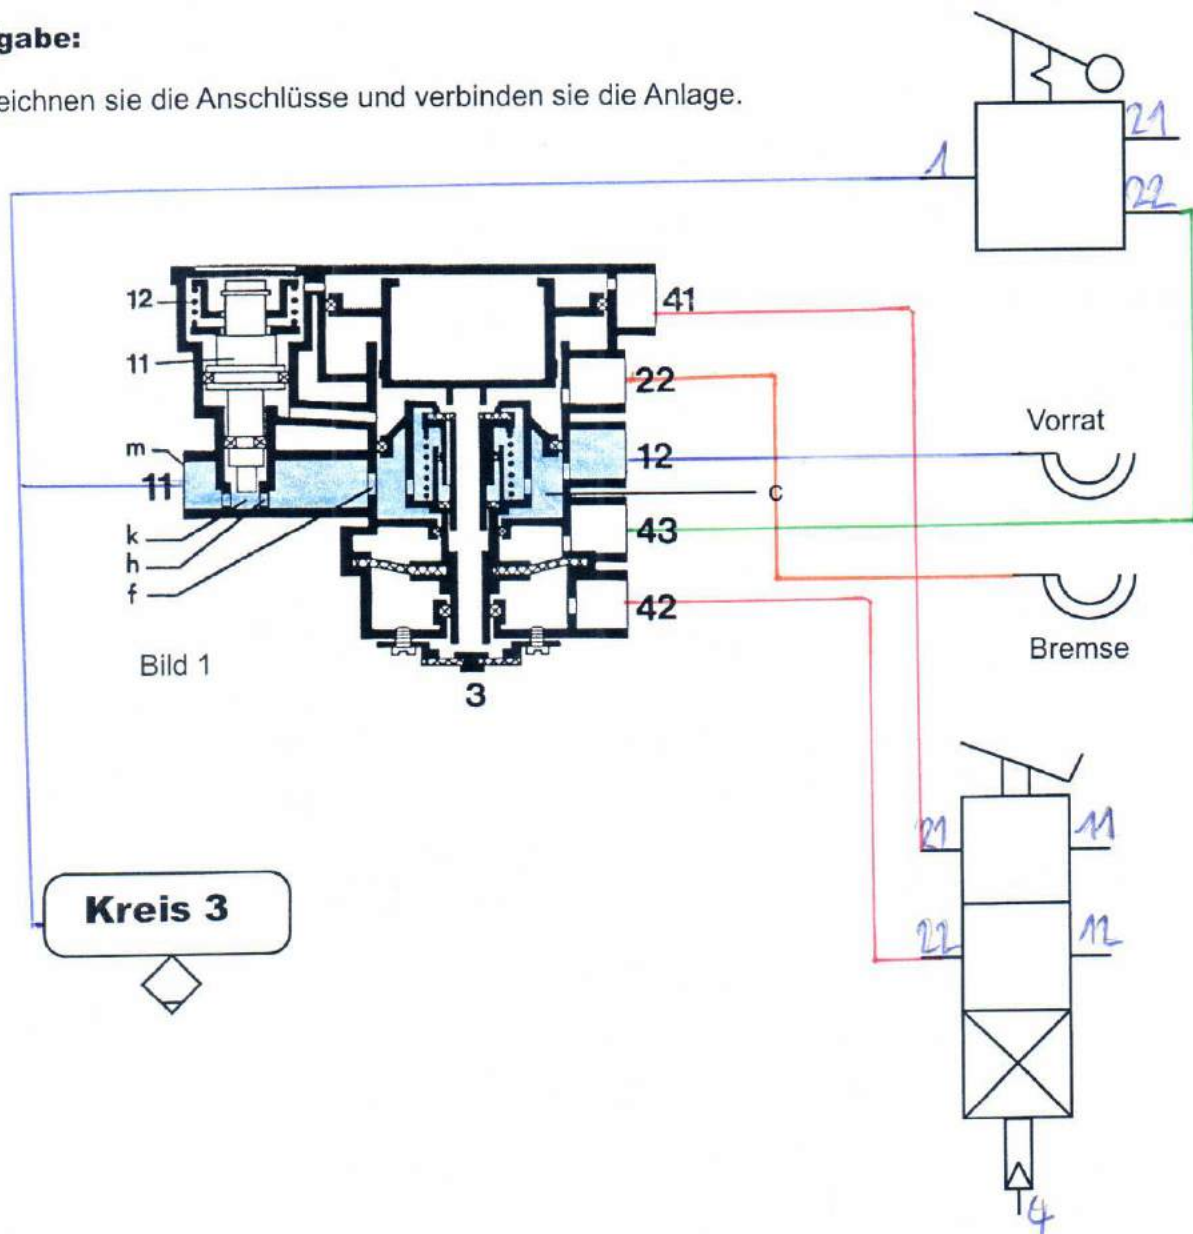 gabe:
eichnen sie die Anschlüsse und verbinden sie die Anlage.
21
1
22
12
41
11
22
Vorrat
m
11
12
c
k
43
h
f
42
Bremse
Bild 1
3
21
11
Kreis 3
22
12
4